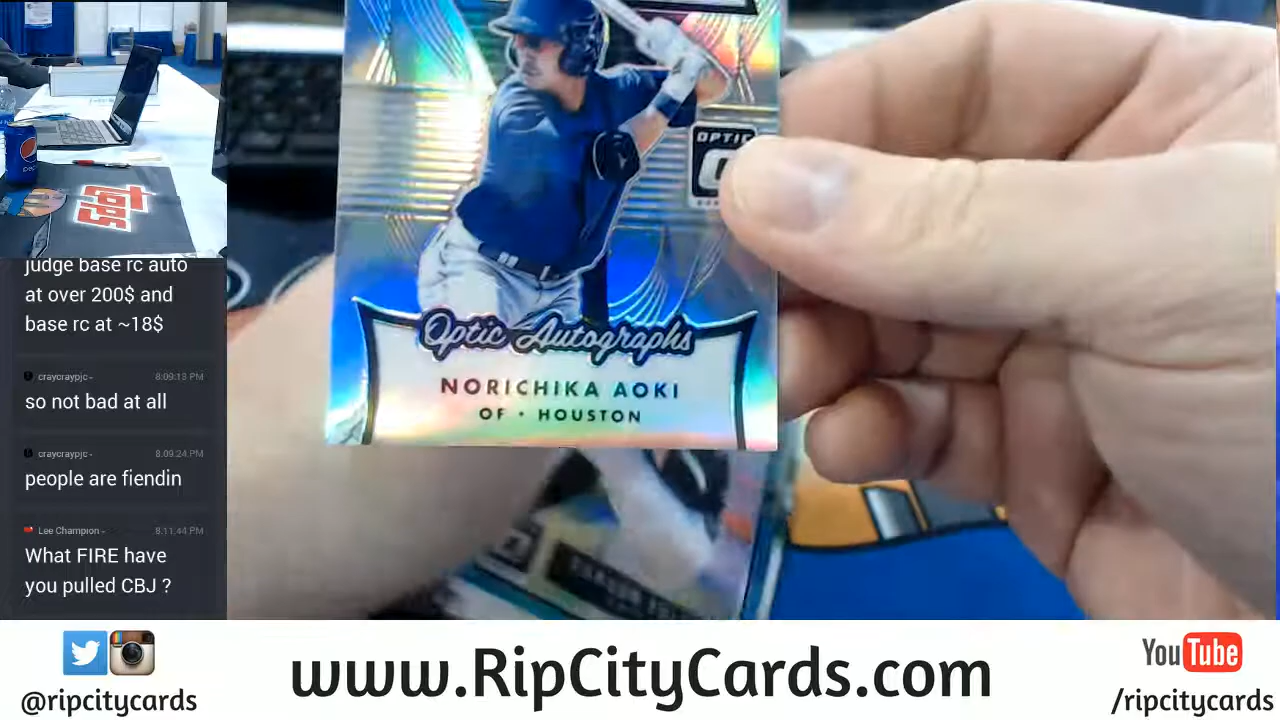 judge base rc auto
at over 200$ and
base rc at ~18$
craycraypjc - 8:09:13 PM
so not bad at all
craycraypjc - 8:09:24 PM
people are fiendin
Lee Champion - 8:11:44 PM
What FIRE have
you pulled CBJ ?
topps
pepsi
OPTIC
Optic Autographs
NORICHIKA AOKI
OF • HOUSTON
@ripcitycards
www.RipCityCards.com
YouTube
/ripcitycards